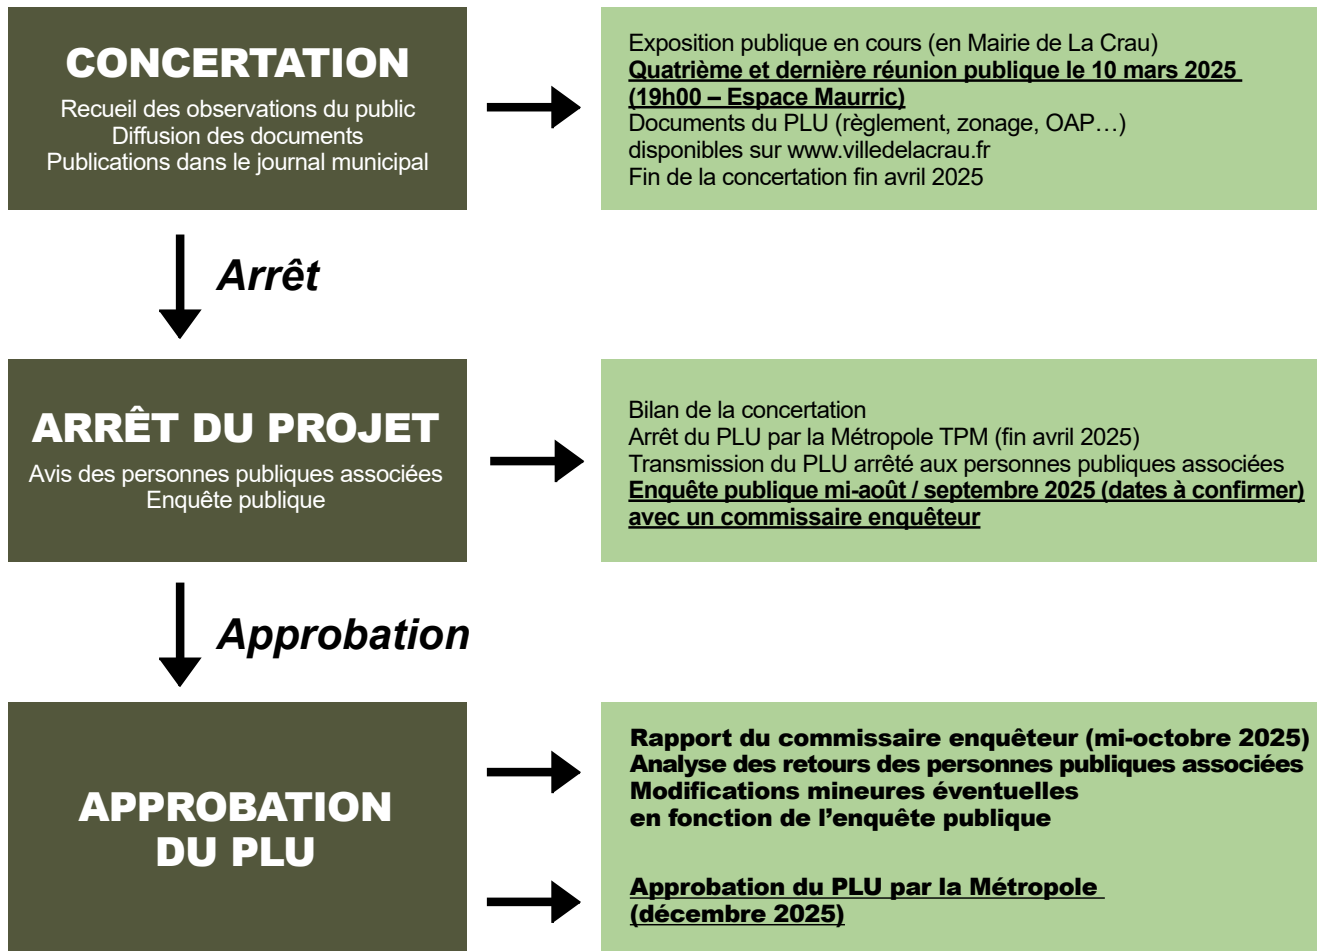 CONCERTATION
Recueil des observations du public
Diffusion des documents
Publications dans le journal municipal
Exposition publique en cours (en Mairie de La Crau)
Quatrième et dernière réunion publique le 10 mars 2025
(19h00 – Espace Maurric)
Documents du PLU (règlement, zonage, OAP…)
disponibles sur www.villedelacrau.fr
Fin de la concertation fin avril 2025
Arrêt
ARRÊT DU PROJET
Avis des personnes publiques associées
Enquête publique
Bilan de la concertation
Arrêt du PLU par la Métropole TPM (fin avril 2025)
Transmission du PLU arrêté aux personnes publiques associées
Enquête publique mi-août / septembre 2025 (dates à confirmer)
avec un commissaire enquêteur
Approbation
APPROBATION
DU PLU
Rapport du commissaire enquêteur (mi-octobre 2025)
Analyse des retours des personnes publiques associées
Modifications mineures éventuelles
en fonction de l’enquête publique
Approbation du PLU par la Métropole
(décembre 2025)